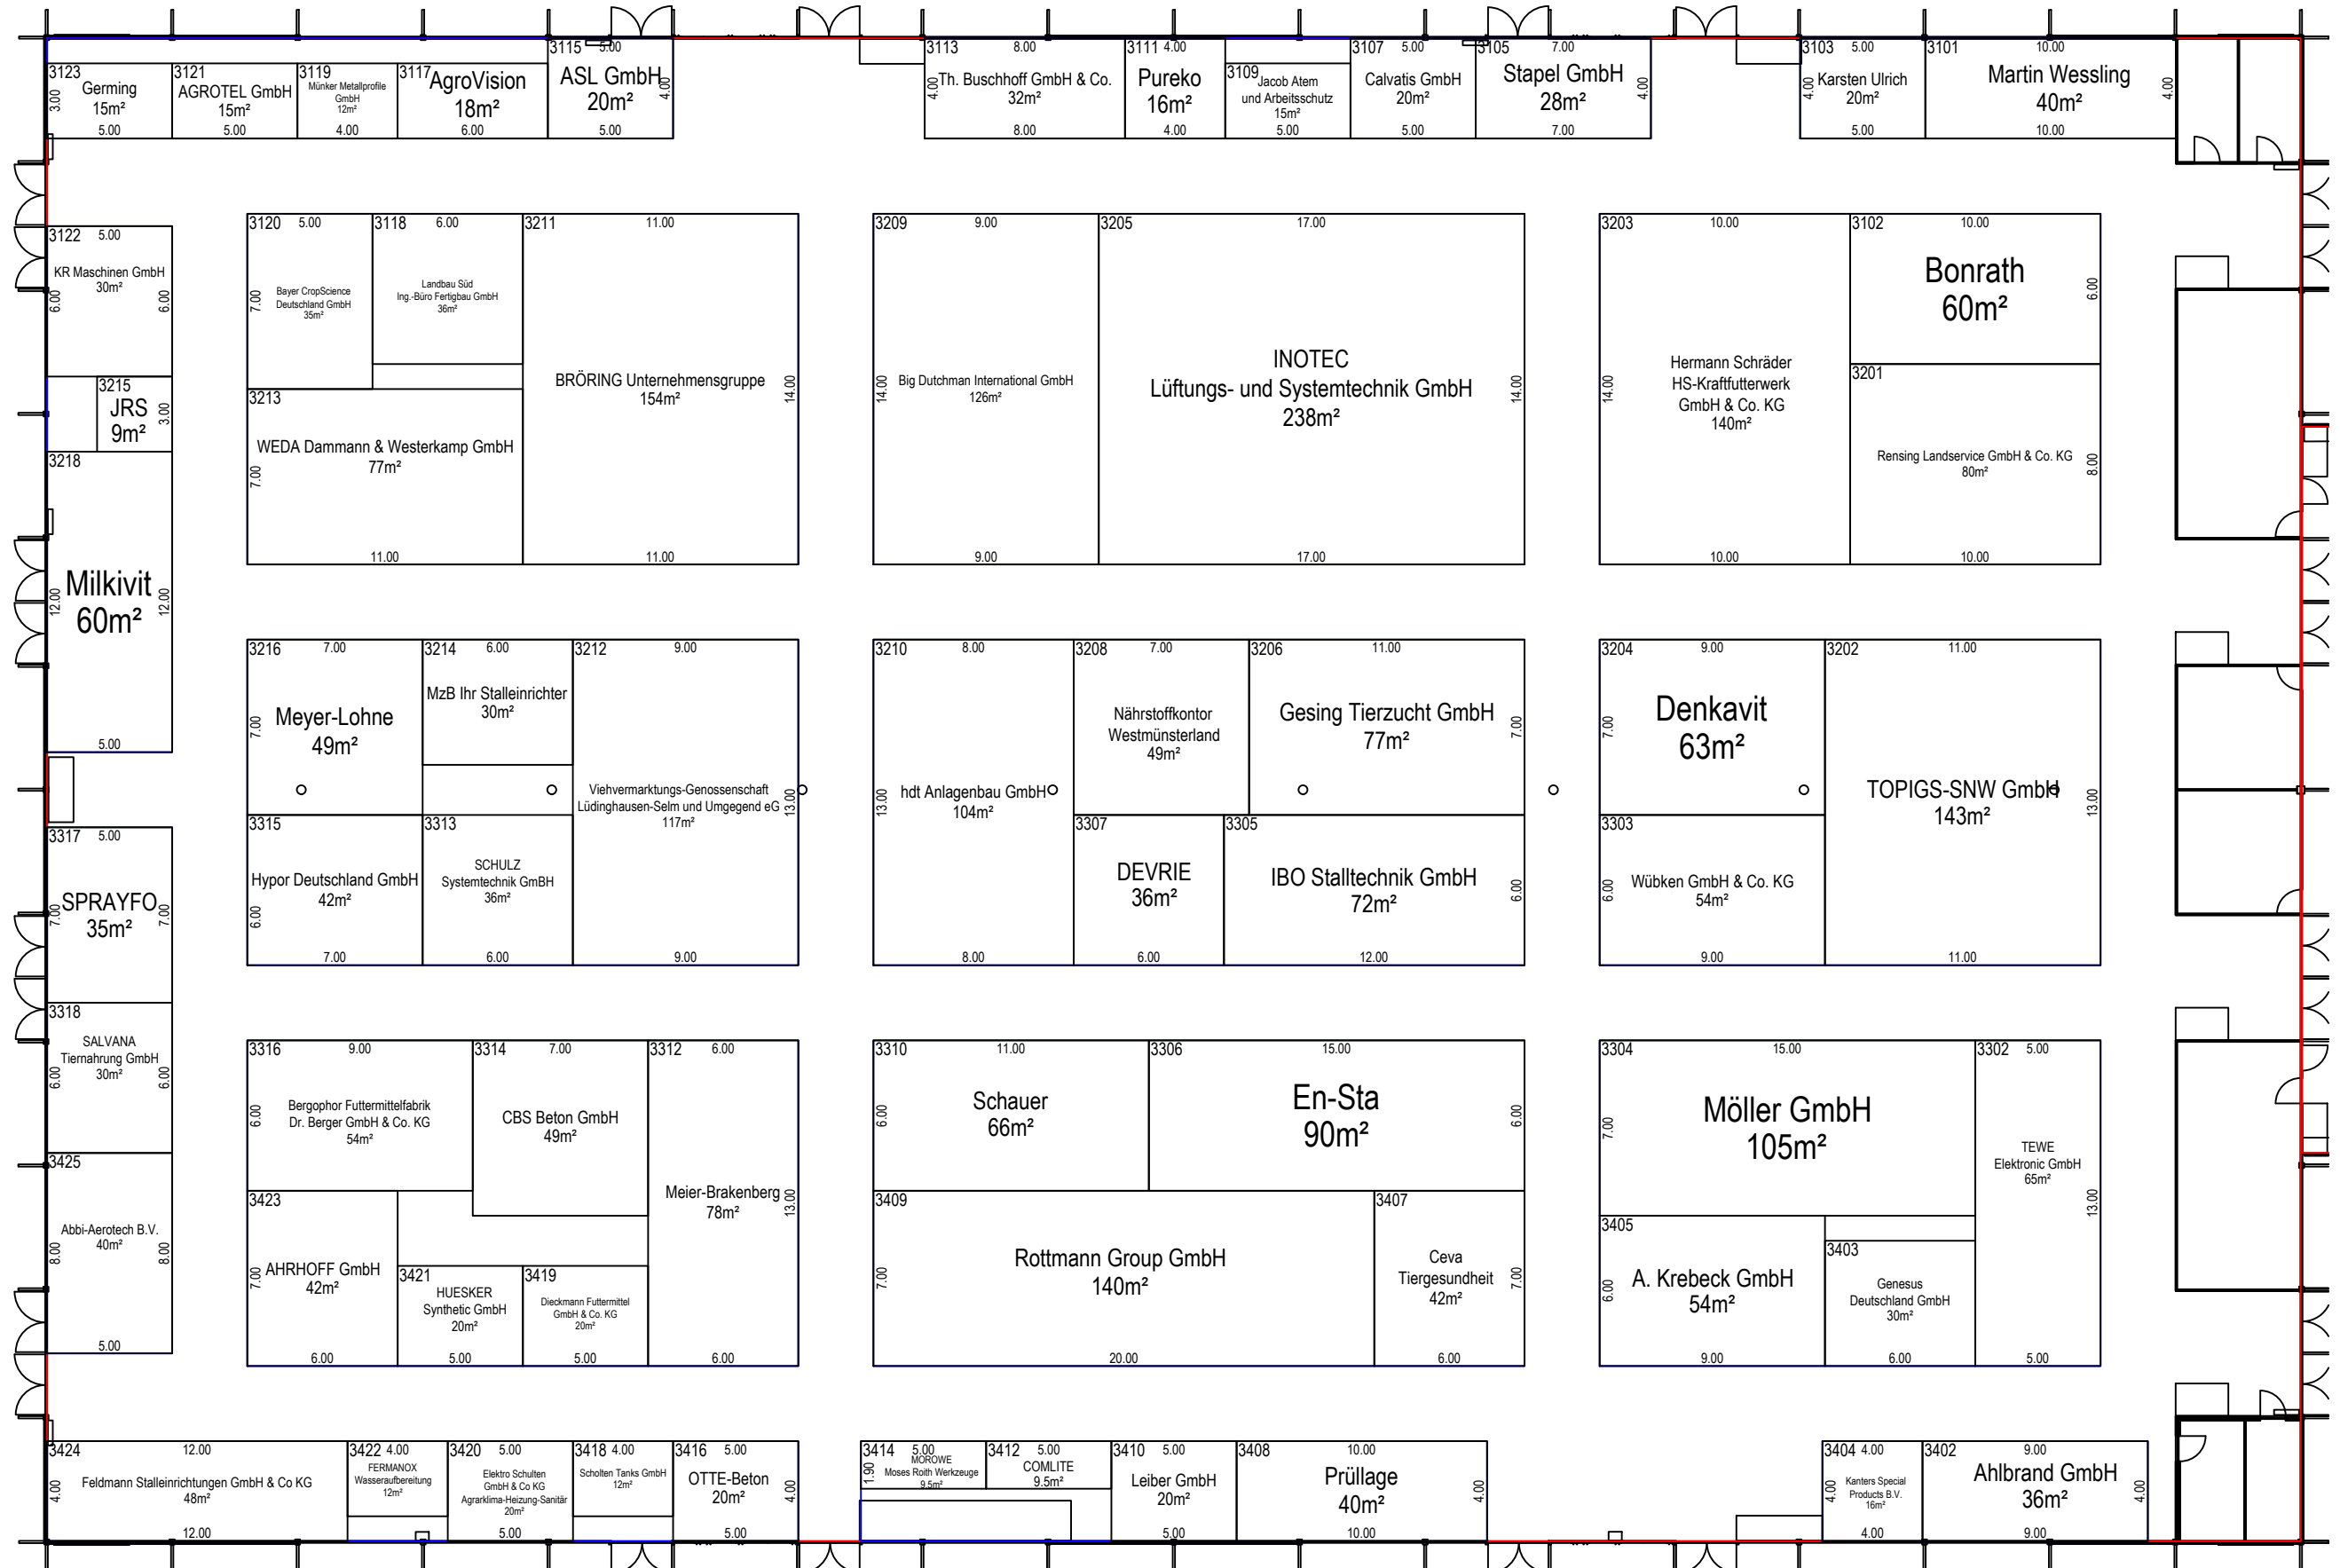 3123
Germing
15m²
3.00
5.00
3121
AGROTEL GmbH
15m²
5.00
3119
Münker Metallprofile
GmbH
12m²
4.00
3117
AgroVision
18m²
6.00
3115 5.00
ASL GmbH
20m²
4.00
5.00
3113 8.00
Th. Buschhoff GmbH & Co.
32m²
4.00
8.00
3111 4.00
Pureko
16m²
4.00
3109
Jacob Atem
und Arbeitsschutz
15m²
5.00
3107 5.00
Calvatis GmbH
20m²
5.00
3105 7.00
Stapel GmbH
28m²
4.00
7.00
3103 5.00
Karsten Ulrich
20m²
4.00
5.00
3101 10.00
Martin Wessling
40m²
4.00
10.00
3122 5.00
KR Maschinen GmbH
30m²
6.00 6.00
3215
JRS
9m²
3.00
3218
Milkivit
60m²
12.00 12.00
5.00
3120 5.00
Bayer CropScience
Deutschland GmbH
35m²
7.00
3118 6.00
Landbau Süd
Ing.-Büro Fertigbau GmbH
36m²
3211 11.00
BRÖRING Unternehmensgruppe
154m²
14.00
11.00
3213
WEDA Dammann & Westerkamp GmbH
77m²
7.00
11.00
3209 9.00
Big Dutchman International GmbH
126m²
14.00
9.00
3205 17.00
INOTEC
Lüftungs- und Systemtechnik GmbH
238m²
14.00
17.00
3203 10.00
Hermann Schräder
HS-Kraftfutterwerk
GmbH & Co. KG
140m²
14.00
10.00
3102 10.00
Bonrath
60m²
6.00
3201
Rensing Landservice GmbH & Co. KG
80m²
8.00
10.00
3216 7.00
Meyer-Lohne
49m²
7.00
3214 6.00
MzB Ihr Stalleinrichter
30m²
3212 9.00
Viehvermarktungs-Genossenschaft
Lüdinghausen-Selm und Umgegend eG
117m²
13.00
9.00
3315
Hypor Deutschland GmbH
42m²
6.00
7.00
3313
SCHULZ
Systemtechnik GmBH
36m²
6.00
3210 8.00
hdt Anlagenbau GmbH
104m²
13.00
8.00
3208 7.00
Nährstoffkontor
Westmünsterland
49m²
3206 11.00
Gesing Tierzucht GmbH
77m²
7.00
3307
DEVRIE
36m²
6.00
3305
IBO Stalltechnik GmbH
72m²
6.00
12.00
3204 9.00
Denkavit
63m²
7.00
3202 11.00
TOPIGS-SNW GmbH
143m²
13.00
11.00
3303
Wübken GmbH & Co. KG
54m²
6.00
9.00
3317 5.00
SPRAYFO
35m²
7.00 7.00
3318
SALVANA
Tiernahrung GmbH
30m²
6.00 6.00
3425
Abbi-Aerotech B.V.
40m²
8.00 8.00
5.00
3316 9.00
Bergophor Futtermittelfabrik
Dr. Berger GmbH & Co. KG
54m²
6.00
3314 7.00
CBS Beton GmbH
49m²
3312 6.00
Meier-Brakenberg
78m²
13.00
6.00
3423
AHRHOFF GmbH
42m²
7.00
6.00
3421
HUESKER
Synthetic GmbH
20m²
5.00
3419
Dieckmann Futtermittel
GmbH & Co. KG
20m²
5.00
3310 11.00
Schauer
66m²
6.00
3306 15.00
En-Sta
90m²
6.00
3409
Rottmann Group GmbH
140m²
7.00
20.00
3407
Ceva
Tiergesundheit
42m²
7.00
6.00
3304 15.00
Möller GmbH
105m²
7.00
3302 5.00
TEWE
Elektronic GmbH
65m²
13.00
5.00
3405
A. Krebeck GmbH
54m²
6.00
9.00
3403
Genesus
Deutschland GmbH
30m²
6.00
3424 12.00
Feldmann Stalleinrichtungen GmbH & Co KG
48m²
4.00
12.00
3422 4.00
FERMANOX
Wasseraufbereitung
12m²
3420 5.00
Elektro Schulten
GmbH & Co KG
Agrarklima-Heizung-Sanitär
20m²
5.00
3418 4.00
Scholten Tanks GmbH
12m²
3416 5.00
OTTE-Beton
20m²
4.00
5.00
3414 5.00
MOROWE
Moses Roith Werkzeuge
9.5m²
1.90
3412 5.00
COMLITE
9.5m²
3410 5.00
Leiber GmbH
20m²
5.00
3408 10.00
Prüllage
40m²
4.00
10.00
3404 4.00
Kanters Special
Products B.V.
16m²
4.00
4.00
3402 9.00
Ahlbrand GmbH
36m²
4.00
9.00